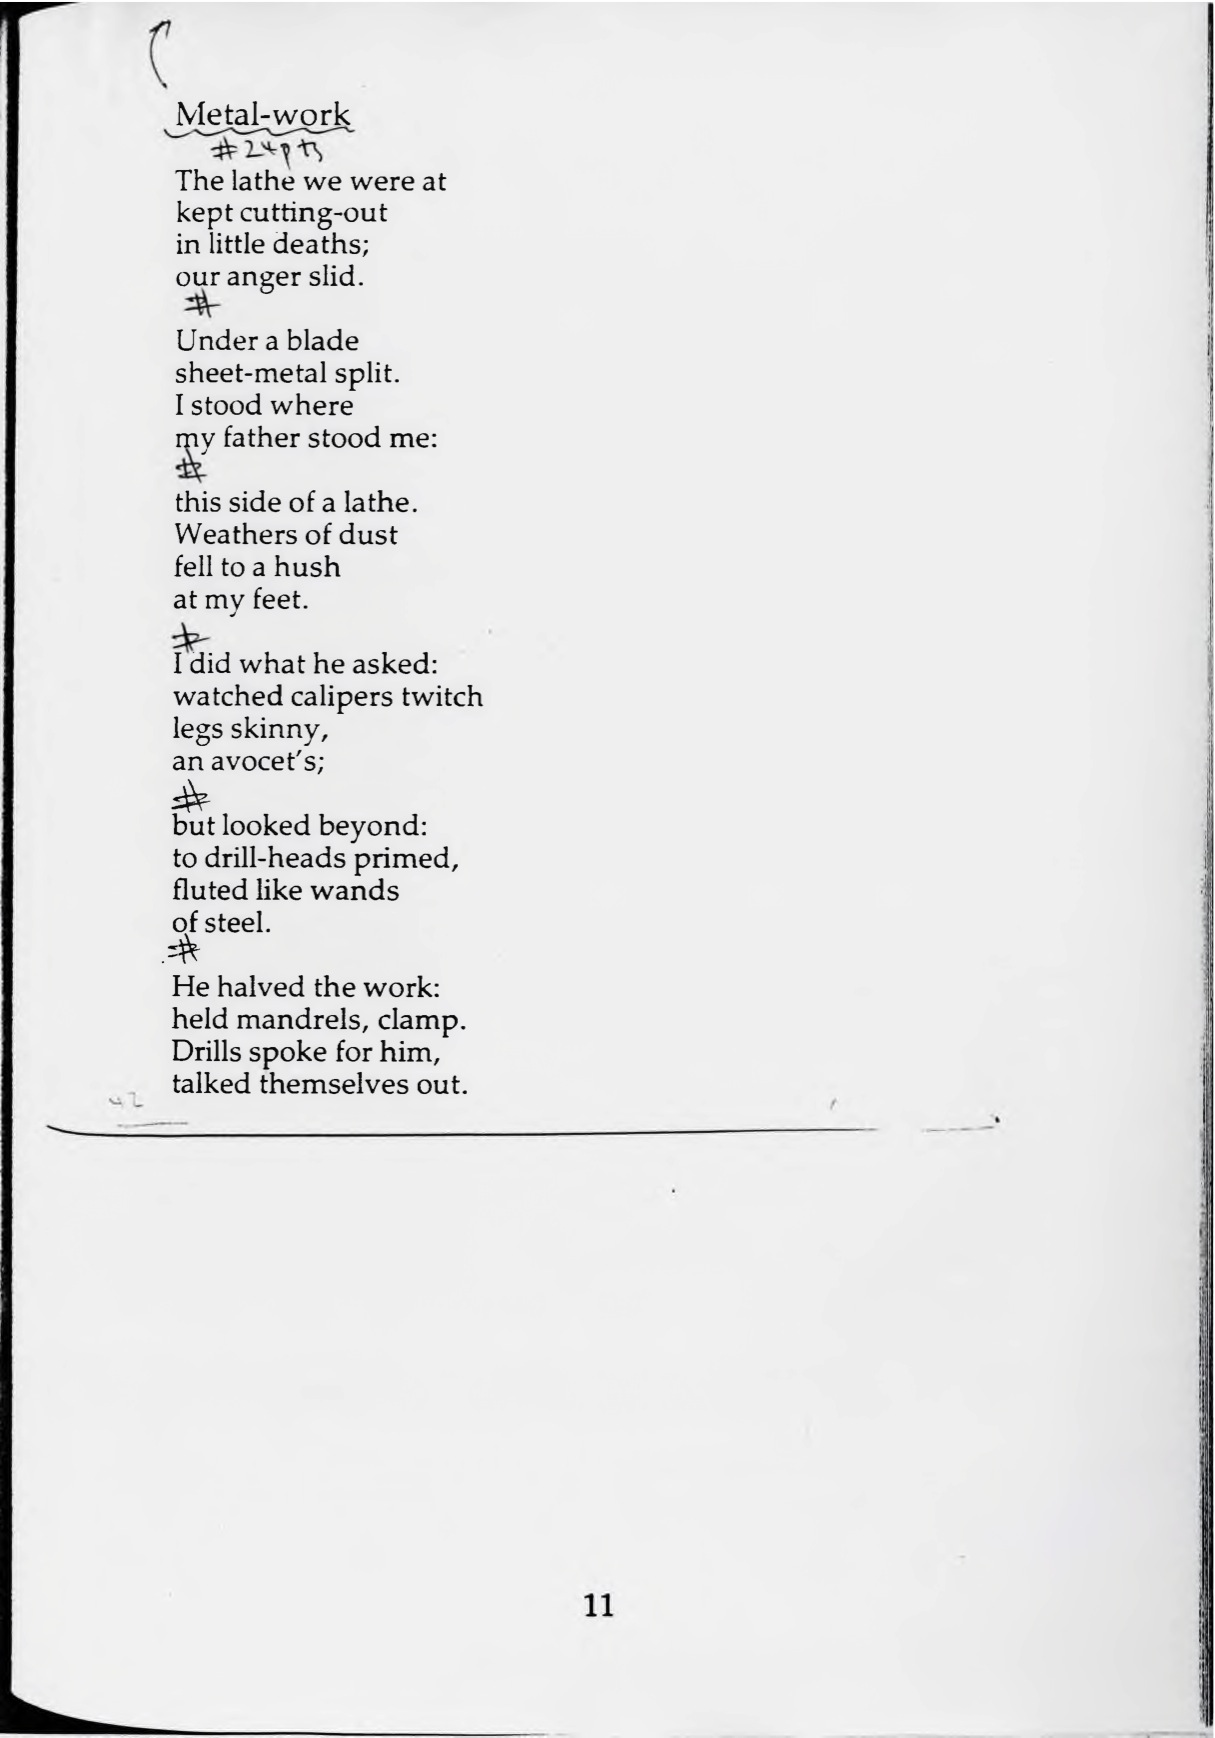 Metal-work
#24pts
The lathe we were at
kept cutting-out
in little deaths;
our anger slid.
#
Under a blade
sheet-metal split.
I stood where
my father stood me:
#
this side of a lathe.
Weathers of dust
fell to a hush
at my feet.
#
I did what he asked:
watched calipers twitch
legs skinny,
an avocet's;
#
but looked beyond:
to drill-heads primed,
fluted like wands
of steel.
#
He halved the work:
held mandrels, clamp.
Drills spoke for him,
talked themselves out.
42
11